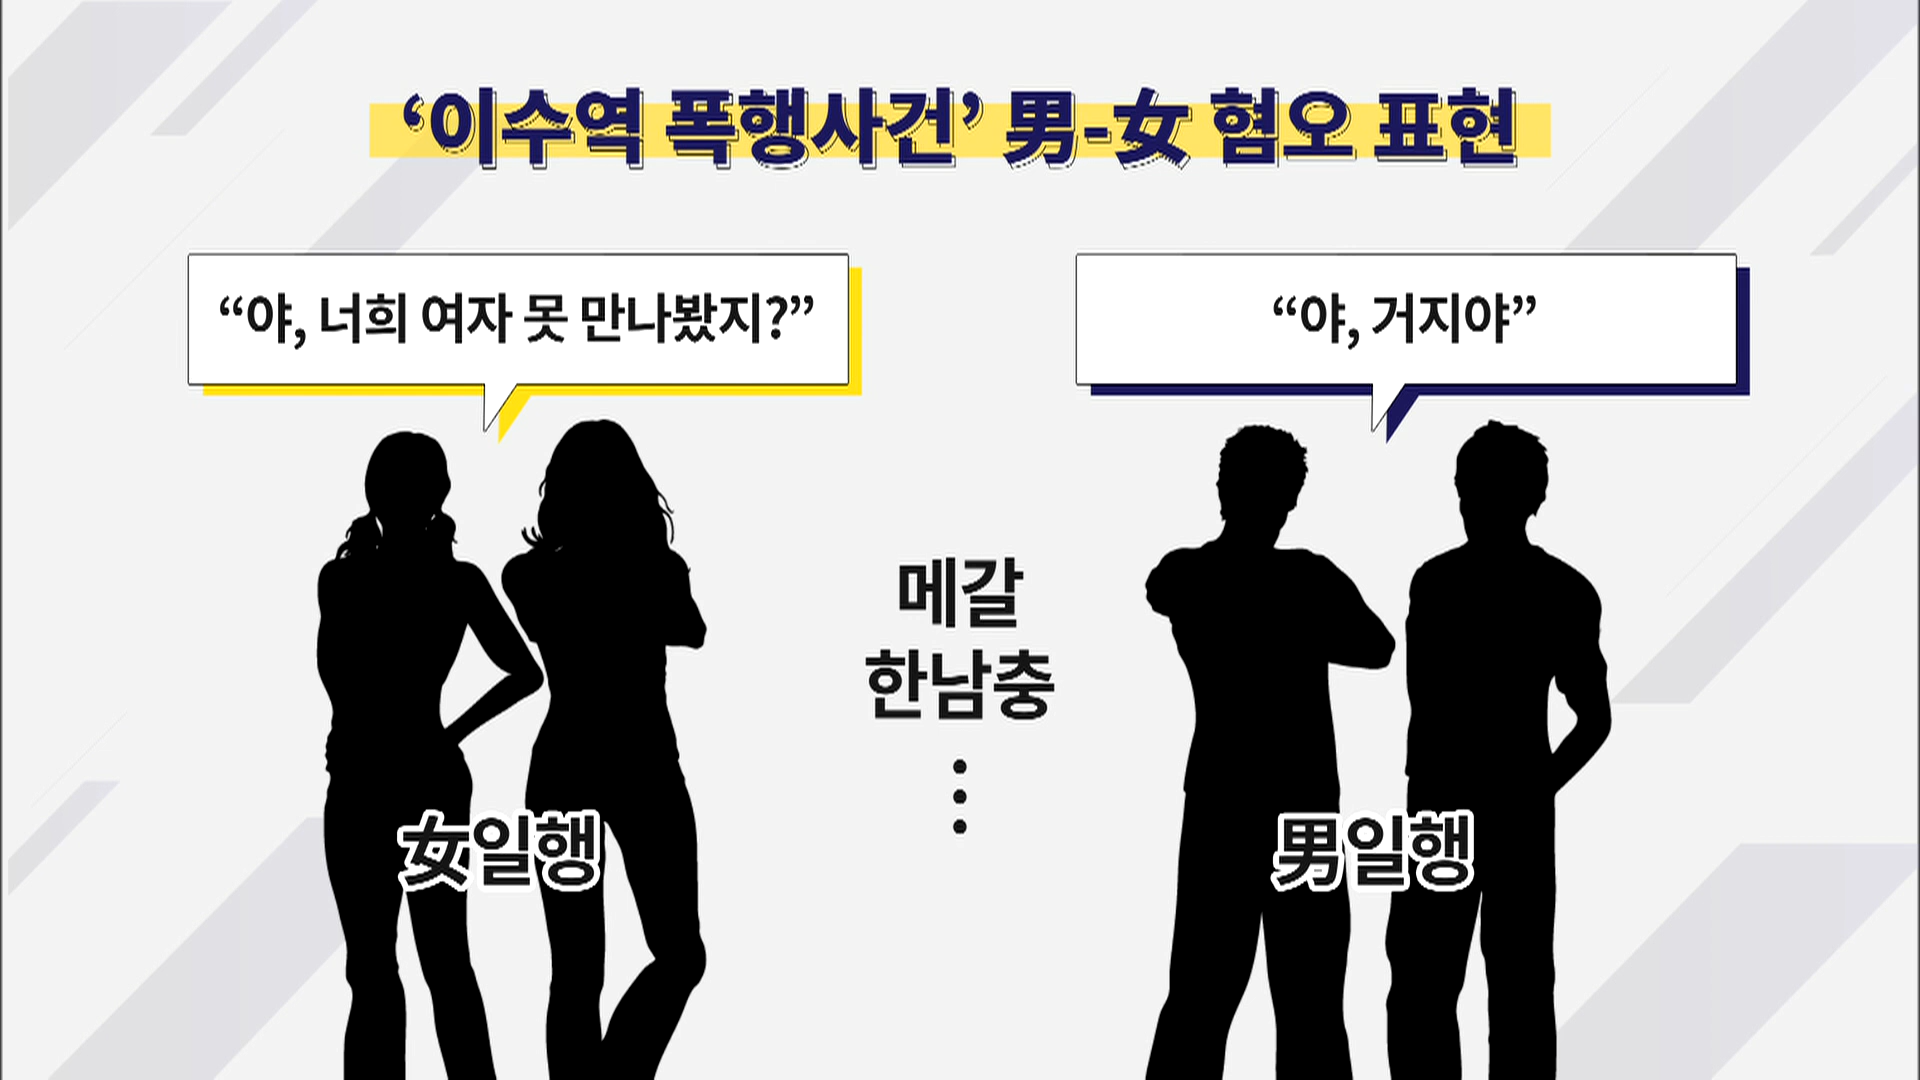 ‘이수역 폭행사건’ 男-女 혐오 표현
“야, 너희 여자 못 만나봤지?”
“야, 거지야”
메갈
한남충
⋮
女일행
男일행